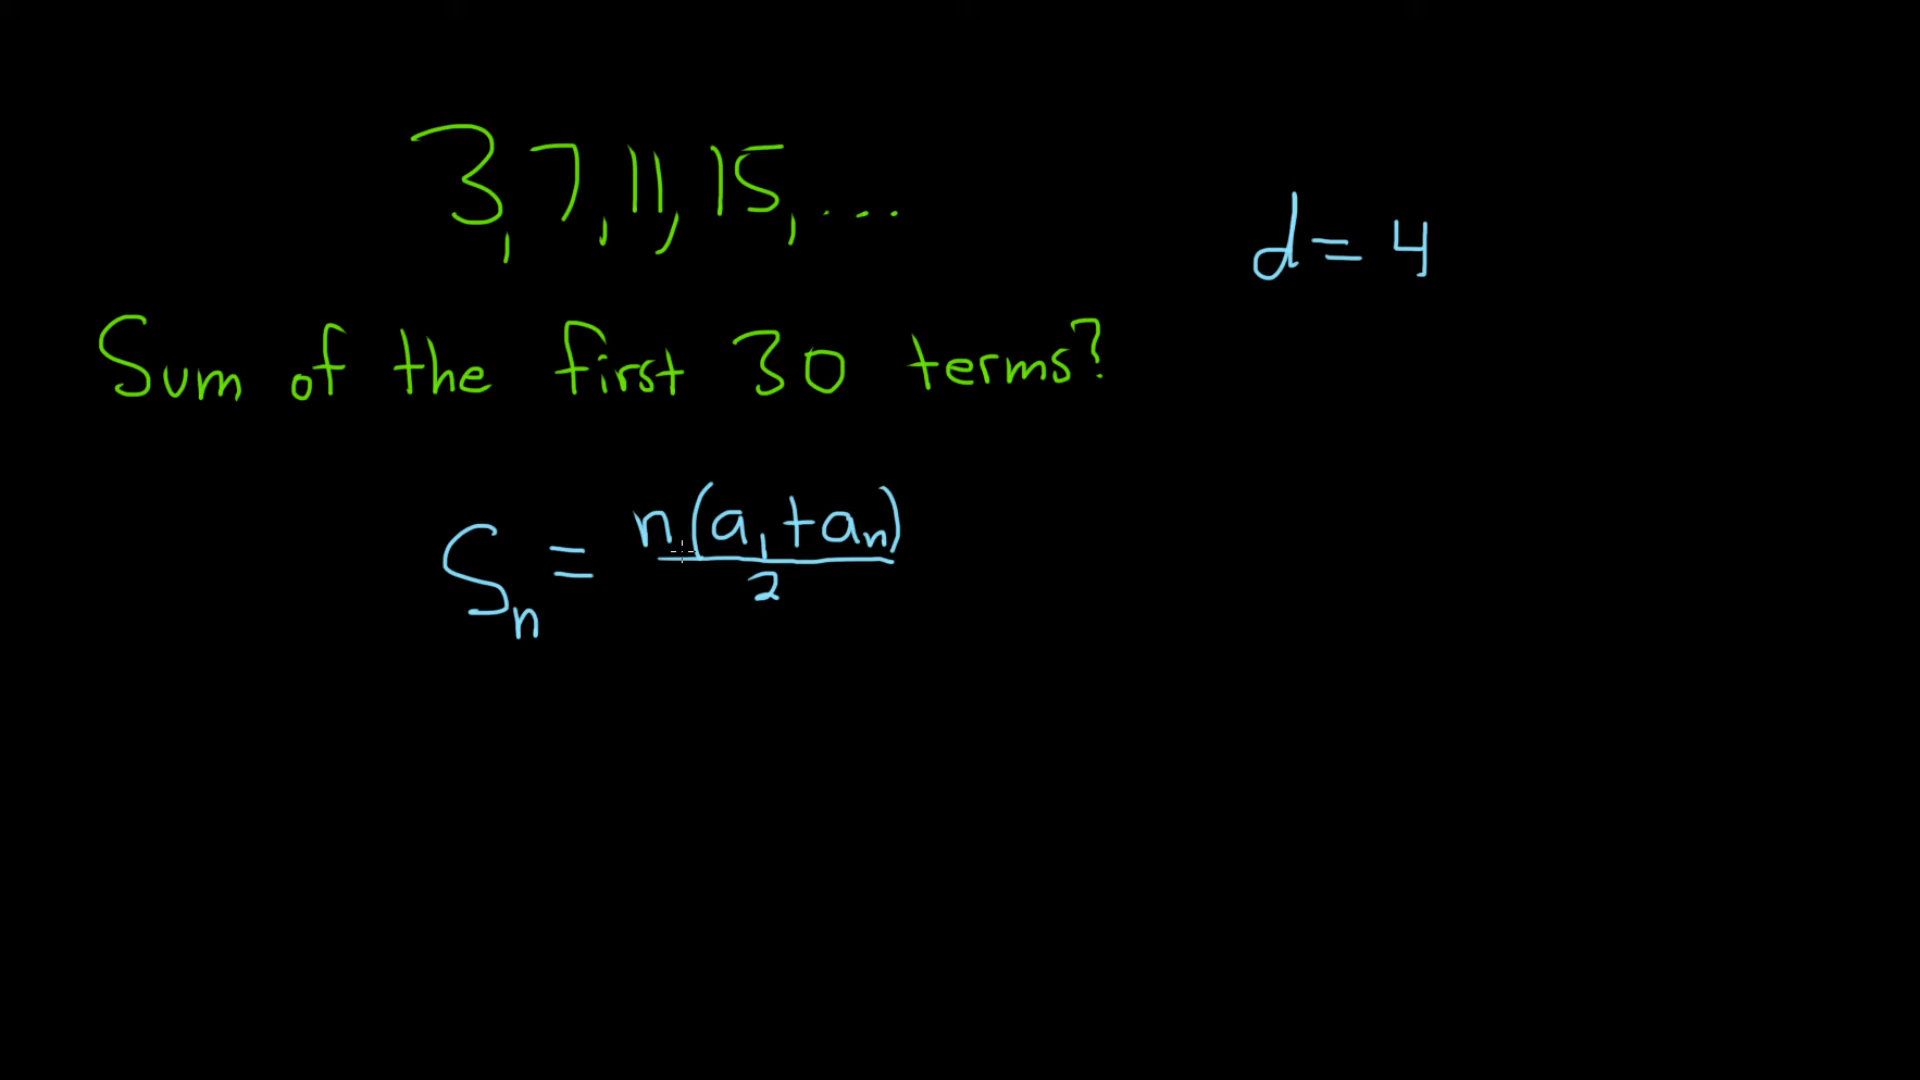 3, 7, 11, 15, ...
d = 4
Sum of the first 30 terms?
Sₙ = n(a₁ + aₙ) / 2